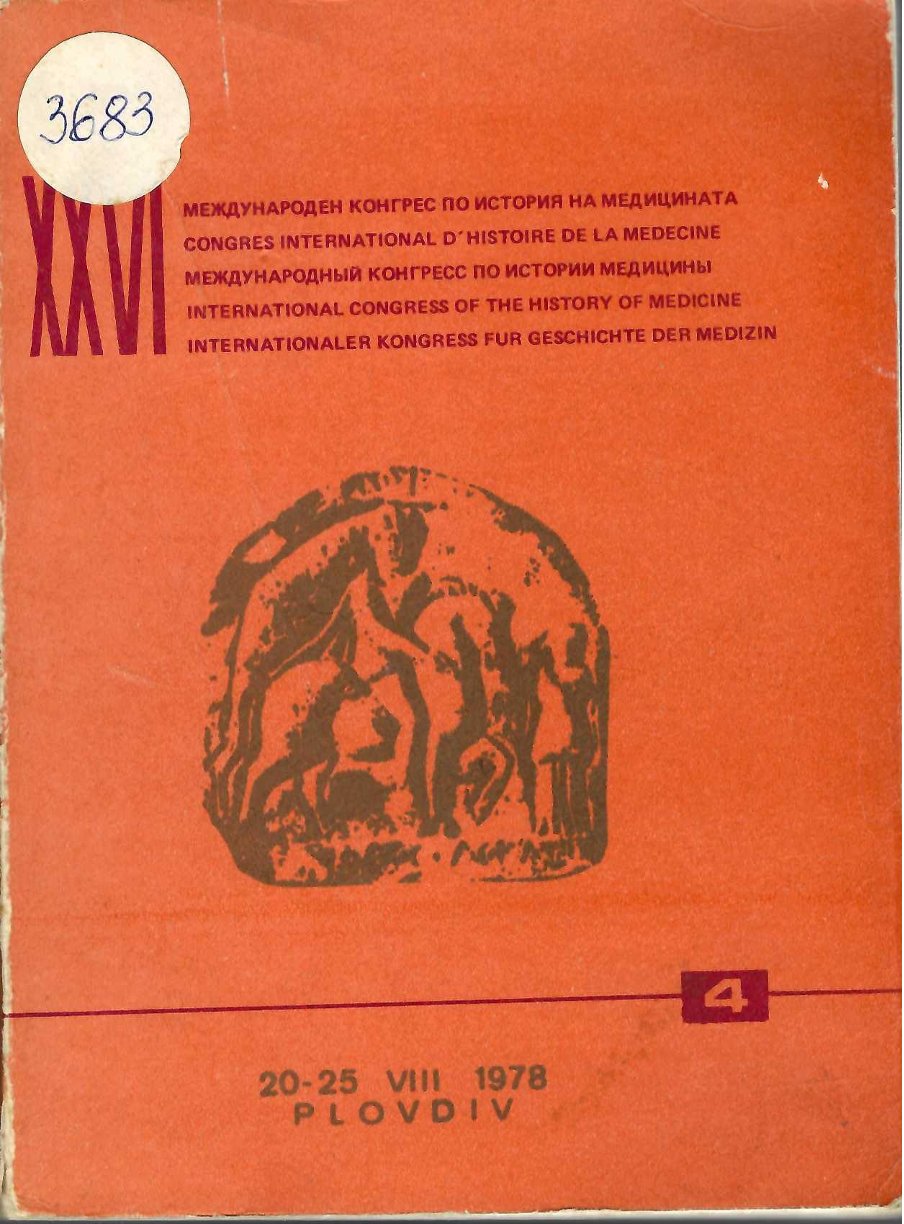 3683
XXVI
МЕЖДУНАРОДЕН КОНГРЕС ПО ИСТОРИЯ НА МЕДИЦИНАТА
CONGRES INTERNATIONAL D'HISTOIRE DE LA MEDECINE
МЕЖДУНАРОДНЫЙ КОНГРЕСС ПО ИСТОРИИ МЕДИЦИНЫ
INTERNATIONAL CONGRESS OF THE HISTORY OF MEDICINE
INTERNATIONALER KONGRESS FUR GESCHICHTE DER MEDIZIN
4
20-25 VIII 1978
PLOVDIV